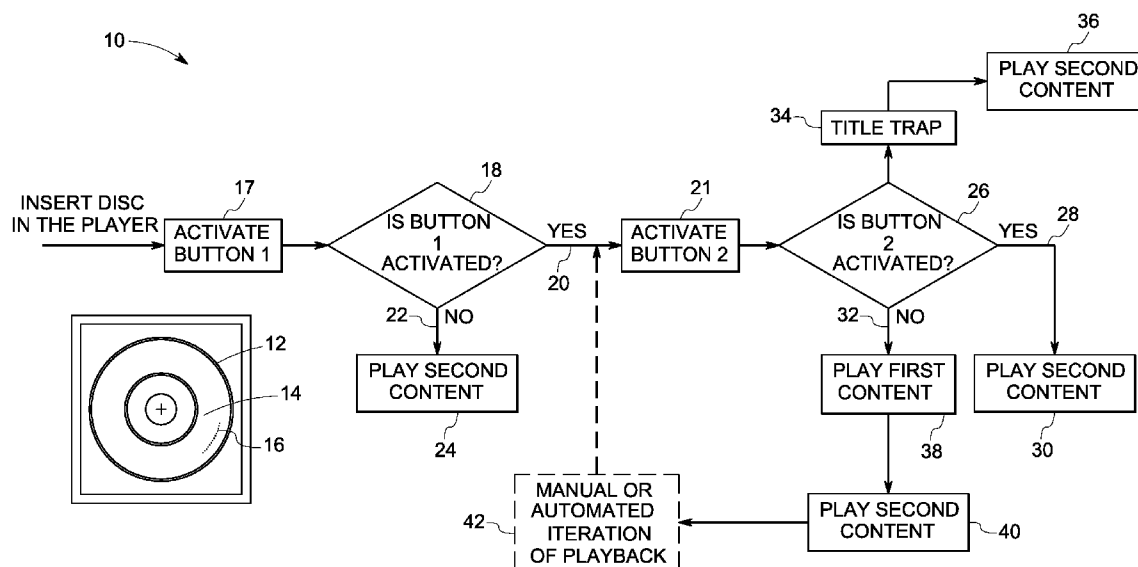 10
36
PLAY SECOND
CONTENT
34
TITLE TRAP
INSERT DISC
IN THE PLAYER
17
ACTIVATE
BUTTON 1
18
IS BUTTON
1
ACTIVATED?
YES
20
21
ACTIVATE
BUTTON 2
26
IS BUTTON
2
ACTIVATED?
YES
28
22
NO
32
NO
12
14
16
PLAY SECOND
CONTENT
24
PLAY FIRST
CONTENT
38
PLAY SECOND
CONTENT
30
42
MANUAL OR
AUTOMATED
ITERATION
OF PLAYBACK
PLAY SECOND
CONTENT
40